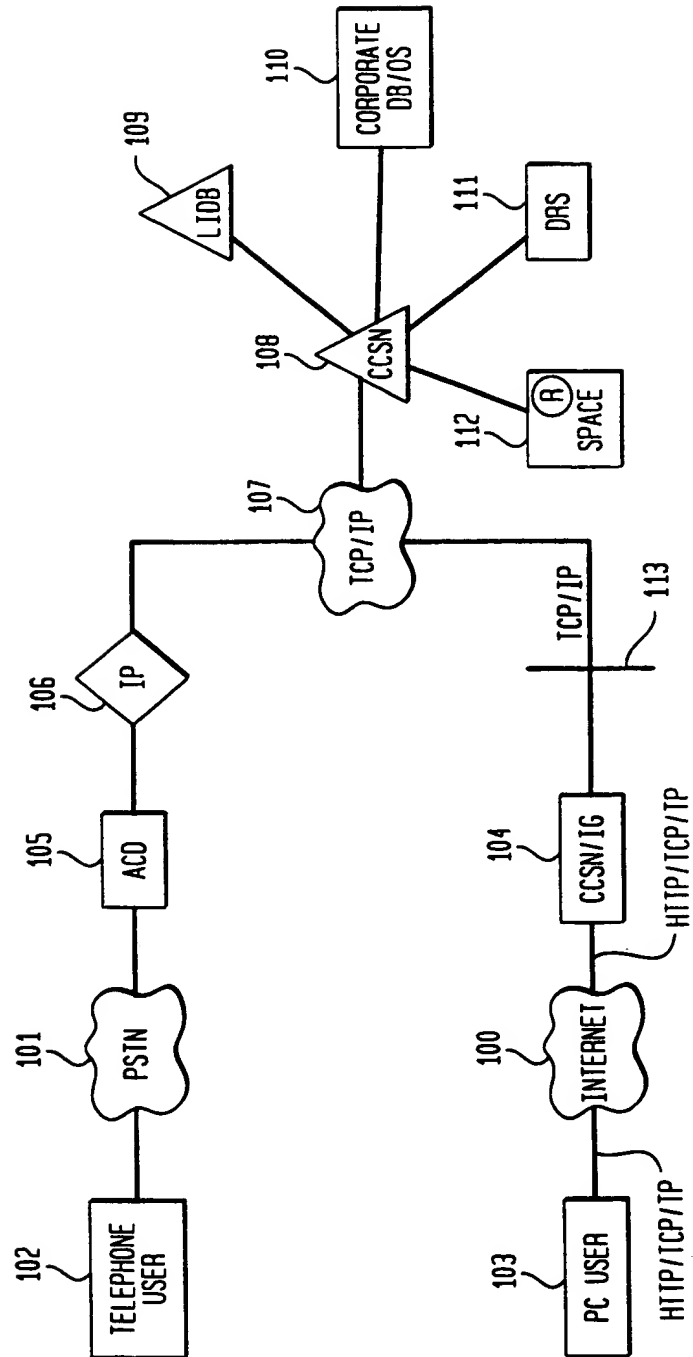 102
TELEPHONE
USER
101
PSTN
105
ACD
106
IP
107
TCP/IP
108
CCSN
109
LIDB
110
CORPORATE
DB/OS
112
R
SPACE
111
DRS
103
PC USER
HTTP/TCP/TP
100
INTERNET
HTTP/TCP/TP
104
CCSN/IG
TCP/IP
113